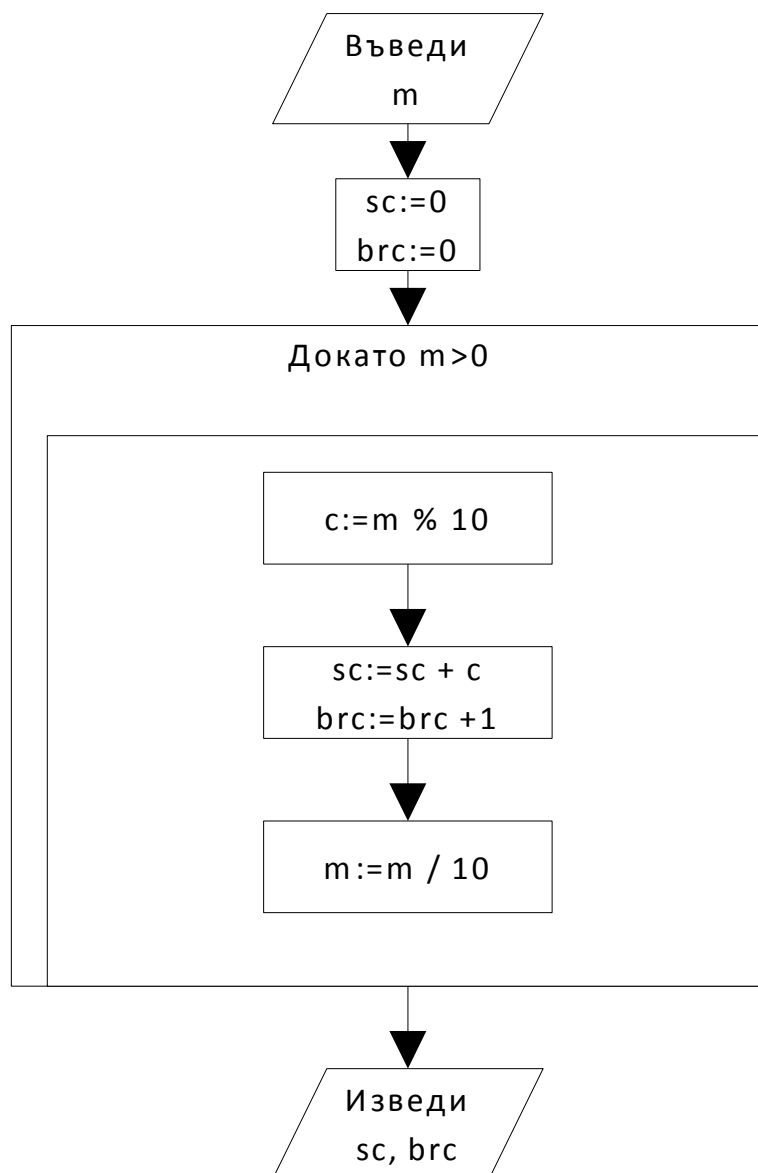 Въведи
m
sc:=0
brc:=0
Докато m>0
c:=m % 10
sc:=sc + c
brc:=brc +1
m:=m / 10
Изведи
sc, brc